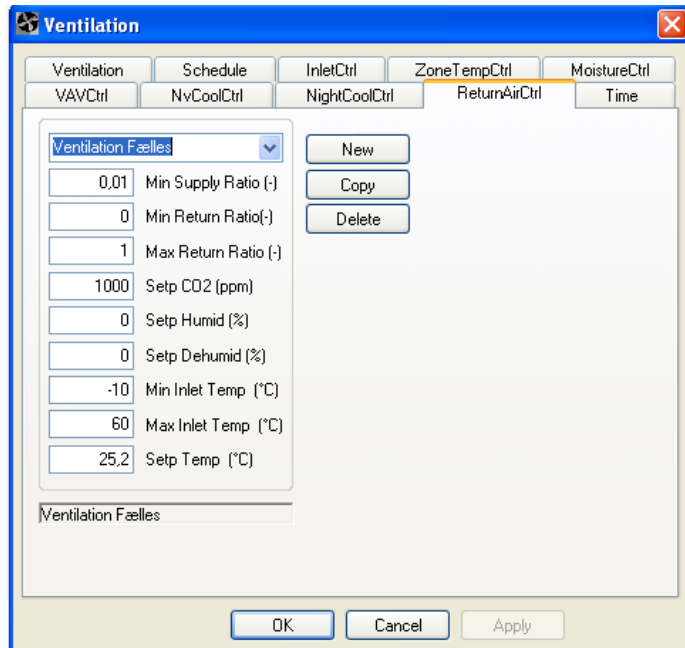 Ventilation
Ventilation Schedule InletCtrl ZoneTempCtrl MoistureCtrl
VAVCtrl NvCoolCtrl NightCoolCtrl ReturnAirCtrl Time
Ventilation Fælles New
0,01 Min Supply Ratio (-) Copy
0 Min Return Ratio(-) Delete
1 Max Return Ratio (-)
1000 Setp CO2 (ppm)
0 Setp Humid (%)
0 Setp Dehumid (%)
-10 Min Inlet Temp (°C)
60 Max Inlet Temp (°C)
25,2 Setp Temp (°C)
Ventilation Fælles
OK Cancel Apply